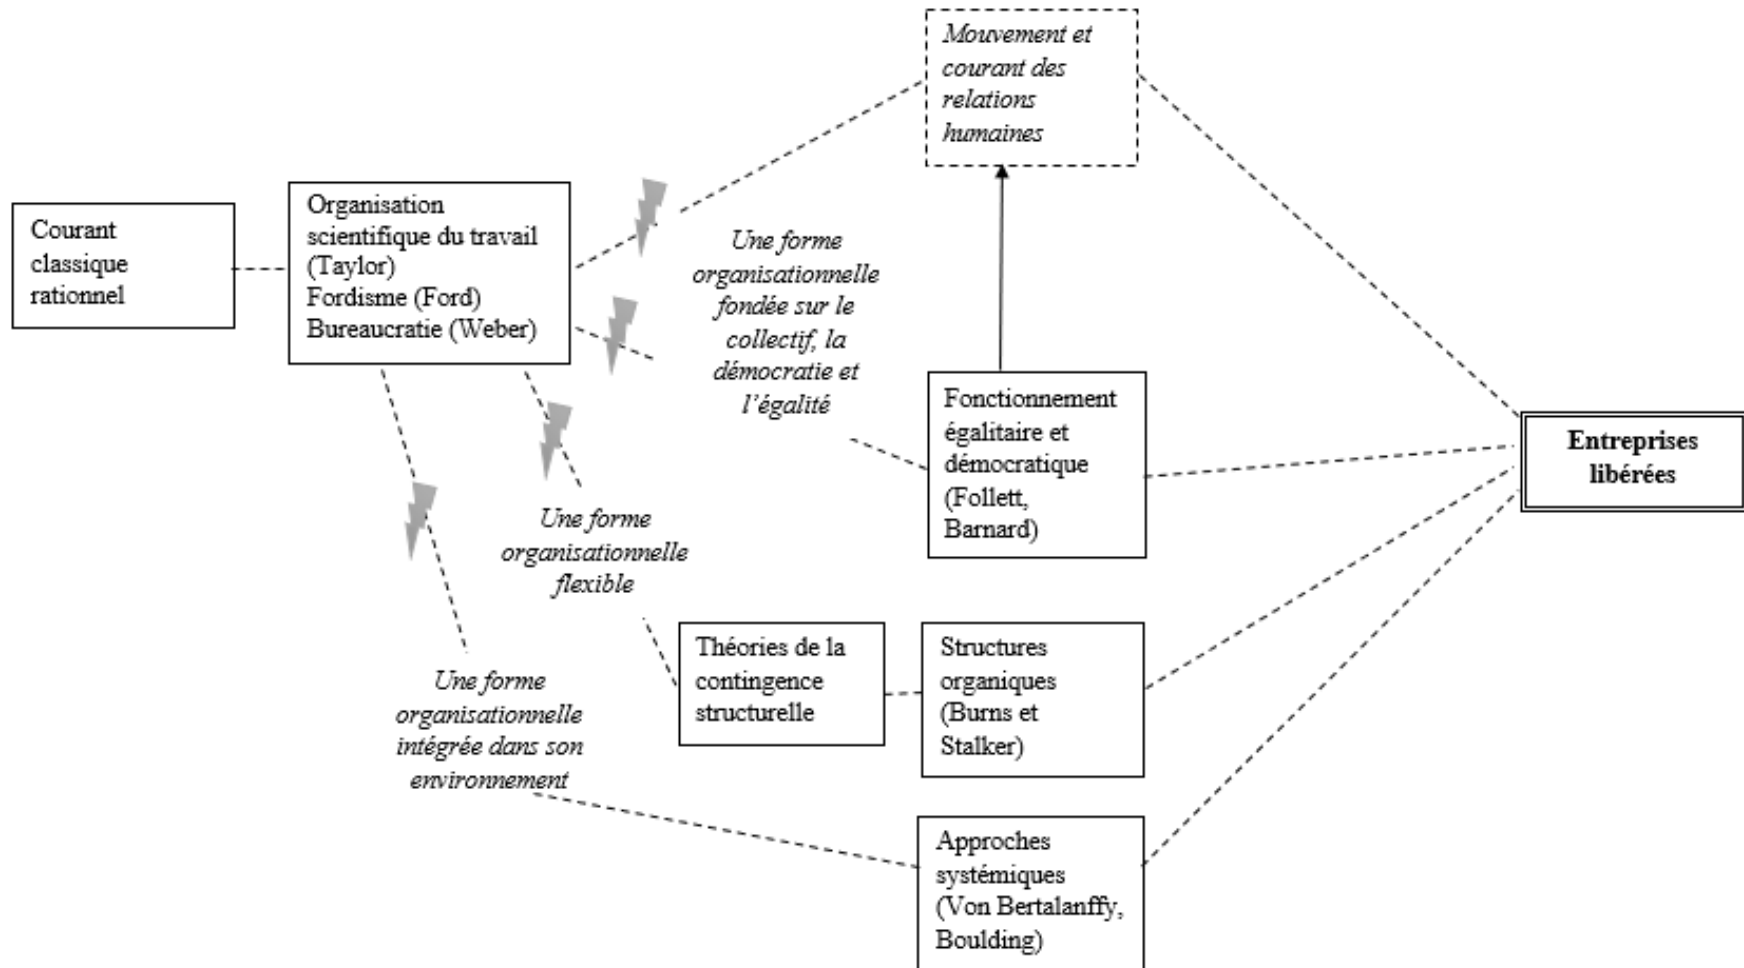 Mouvement et
courant des
relations
humaines
Courant
classique
rationnel
Organisation
scientifique du travail
(Taylor)
Fordisme (Ford)
Bureaucratie (Weber)
Une forme
organisationnelle
fondée sur le
collectif, la
démocratie et
l'égalité
Fonctionnement
égalitaire et
démocratique
(Follett,
Barnard)
Entreprises
libérées
Une forme
organisationnelle
flexible
Théories de la
contingence
structurelle
Structures
organiques
(Burns et
Stalker)
Une forme
organisationnelle
intégrée dans son
environnement
Approches
systémiques
(Von Bertalanffy,
Boulding)